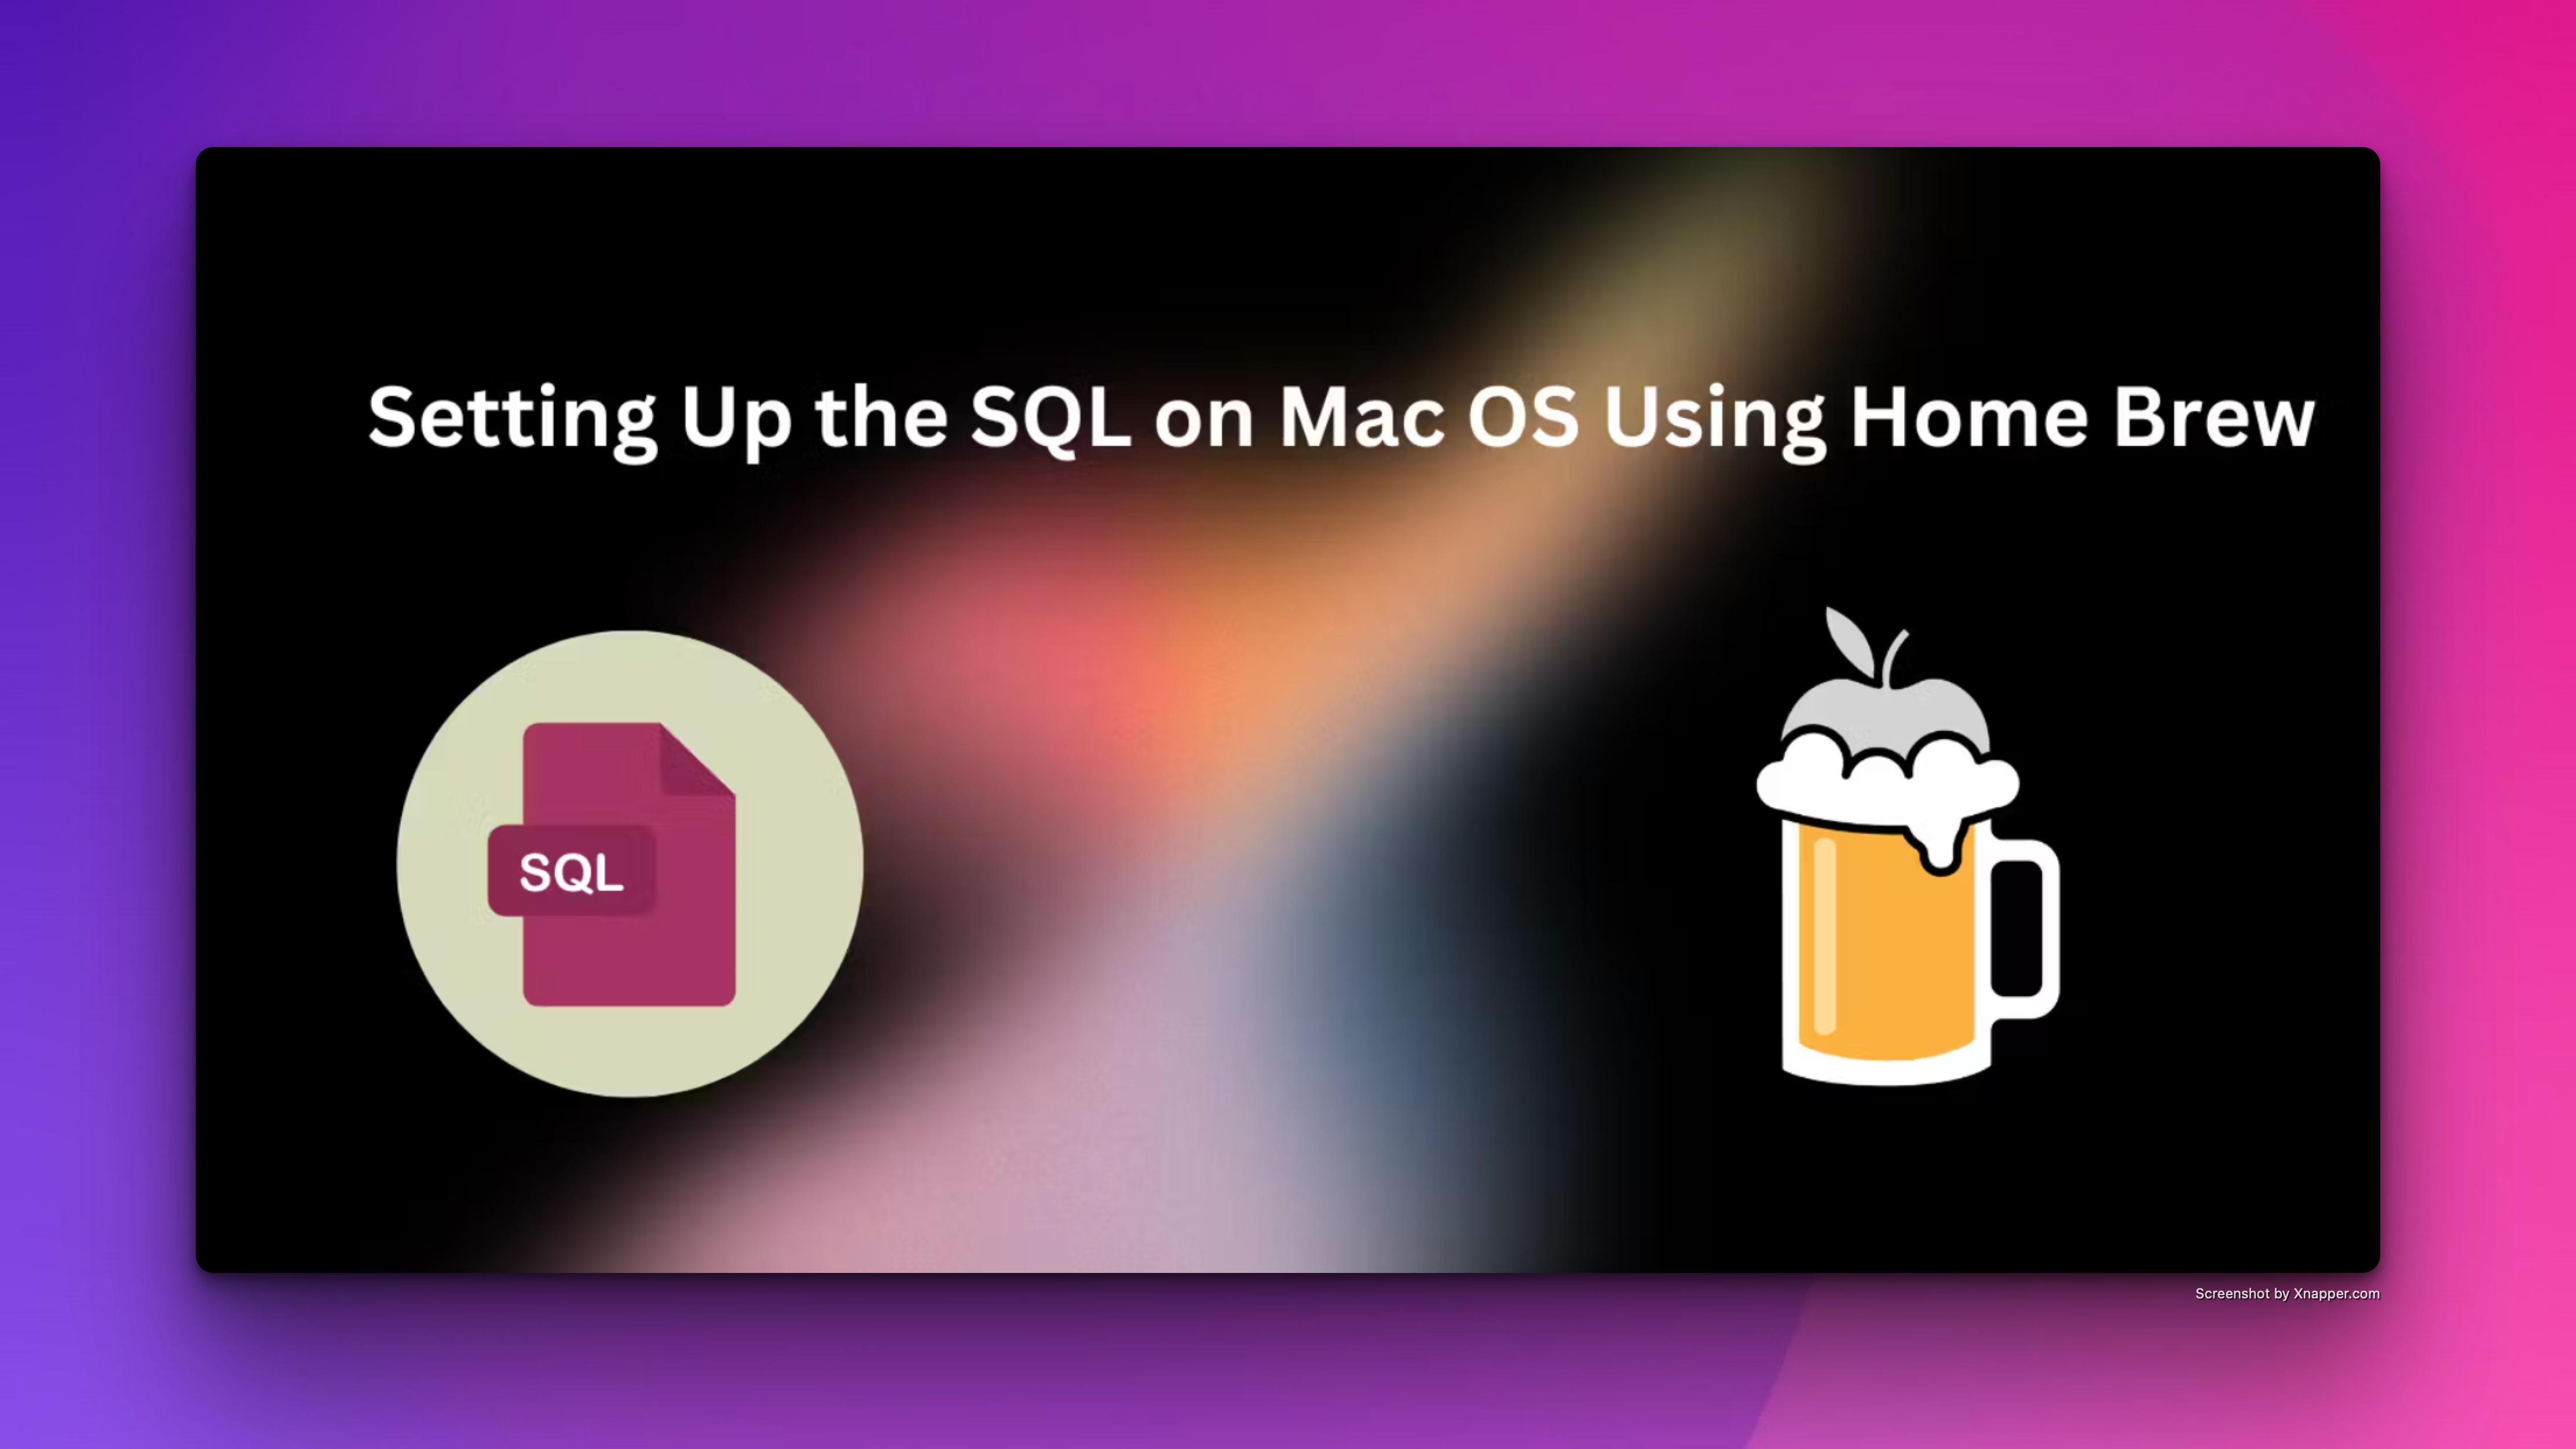 Setting Up the SQL on Mac OS Using Home Brew
SQL
Screenshot by Xnapper.com